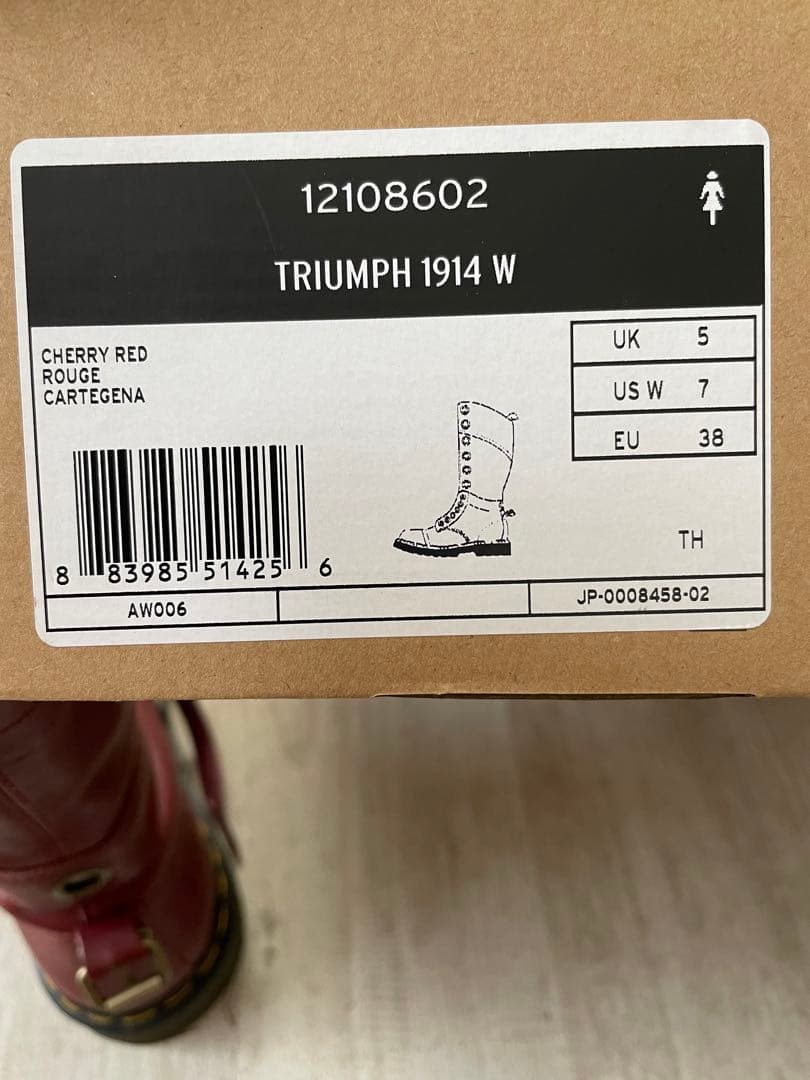 12108602
TRIUMPH 1914 W
CHERRY RED
ROUGE
CARTEGENA
UK 5
US W 7
EU 38
TH
8 83985 51425 6
AW006
JP-0008458-02